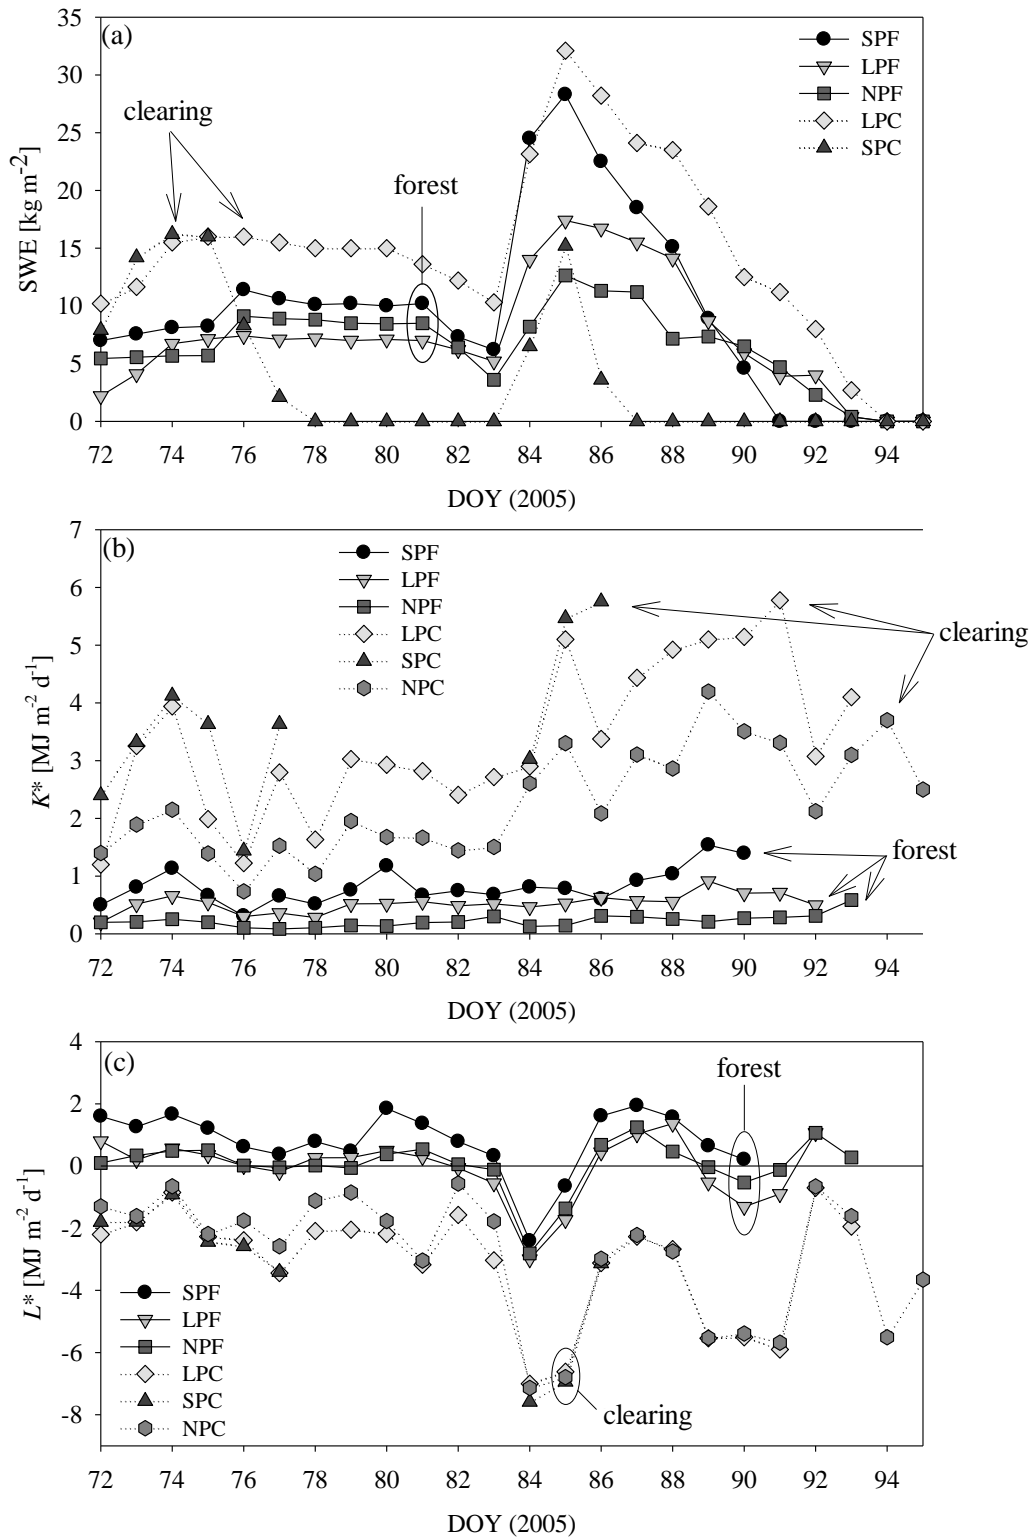 (a)
35
30
25
20
15
10
5
0
SWE [kg m-2]
clearing
forest
SPF
LPF
NPF
LPC
SPC
72 74 76 78 80 82 84 86 88 90 92 94
DOY (2005)
(b)
7
6
5
4
3
2
1
0
K* [MJ m-2 d-1]
SPF
LPF
NPF
LPC
SPC
NPC
clearing
forest
72 74 76 78 80 82 84 86 88 90 92 94
DOY (2005)
(c)
4
2
0
-2
-4
-6
-8
L* [MJ m-2 d-1]
forest
SPF
LPF
NPF
LPC
SPC
NPC
clearing
72 74 76 78 80 82 84 86 88 90 92 94
DOY (2005)